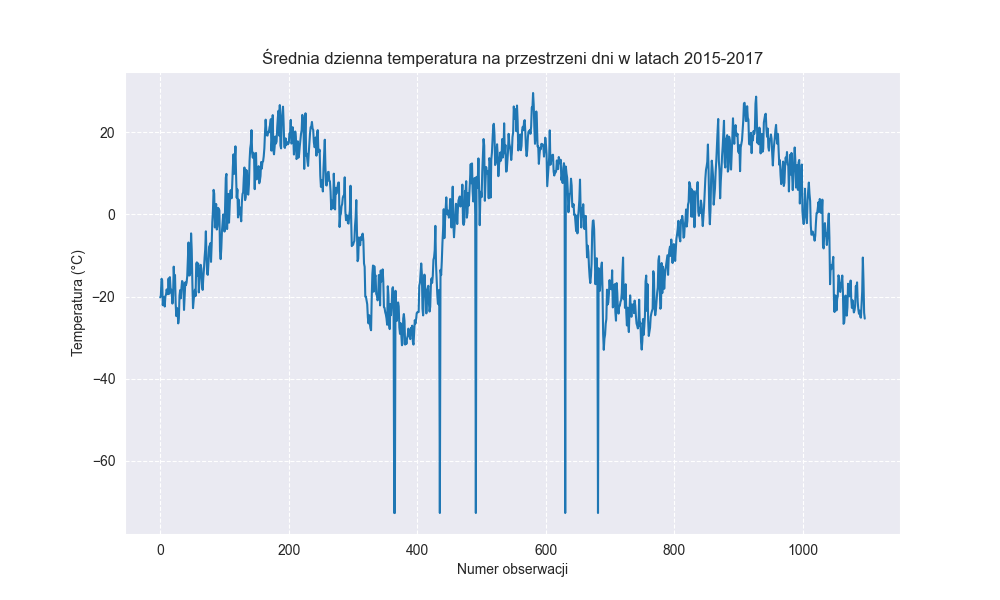 Średnia dzienna temperatura na przestrzeni dni w latach 2015-2017
Temperatura (°C)
20
0
−20
−40
−60
0 200 400 600 800 1000
Numer obserwacji